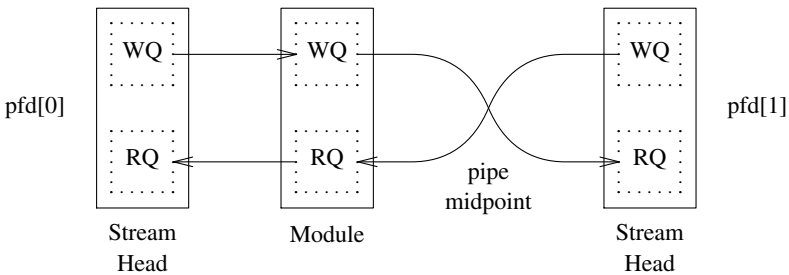 WQ WQ WQ
pfd[0] pfd[1]
RQ RQ RQ
pipe
midpoint
Stream Module Stream
Head Head